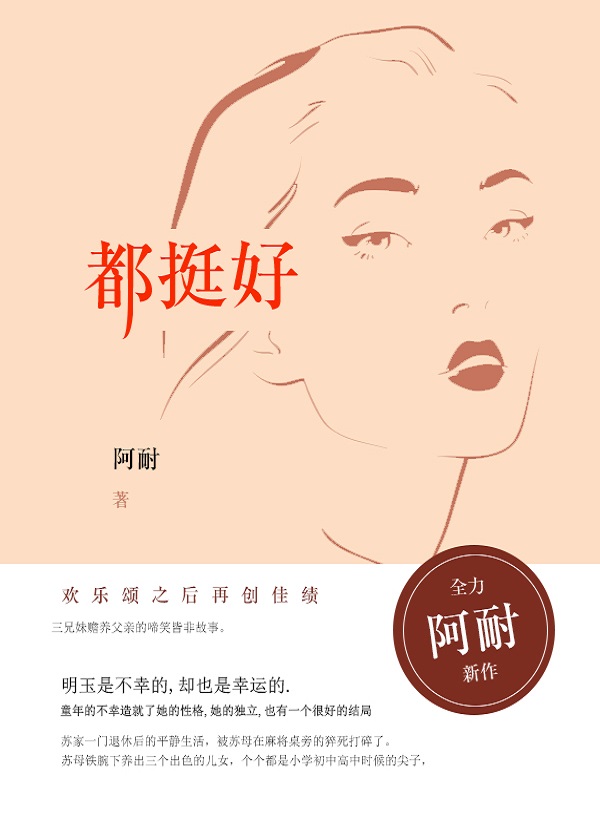 都挺好
阿耐
著
欢乐颂之后再创佳绩
三兄妹赡养父亲的啼笑皆非故事。
全力
阿耐
新作
明玉是不幸的,却也是幸运的.
童年的不幸造就了她的性格,她的独立,也有一个很好的结局
苏家一门退休后的平静生活，被苏母在麻将桌旁的猝死打碎了。
苏母铁腕下养出三个出色的儿女，个个都是小学初中高中时候的尖子，